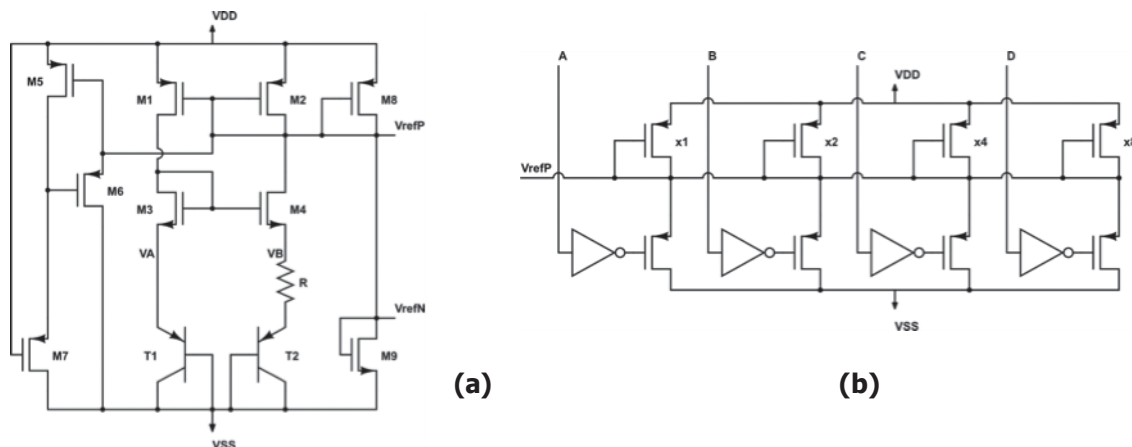 VDD
M5
M1
M2
M8
VrefP
M6
M3
M4
VA
VB
R
VrefN
M7
T1
T2
M9
VSS
(a)
A
B
C
D
VDD
x1
x2
x4
x8
VrefP
VSS
(b)